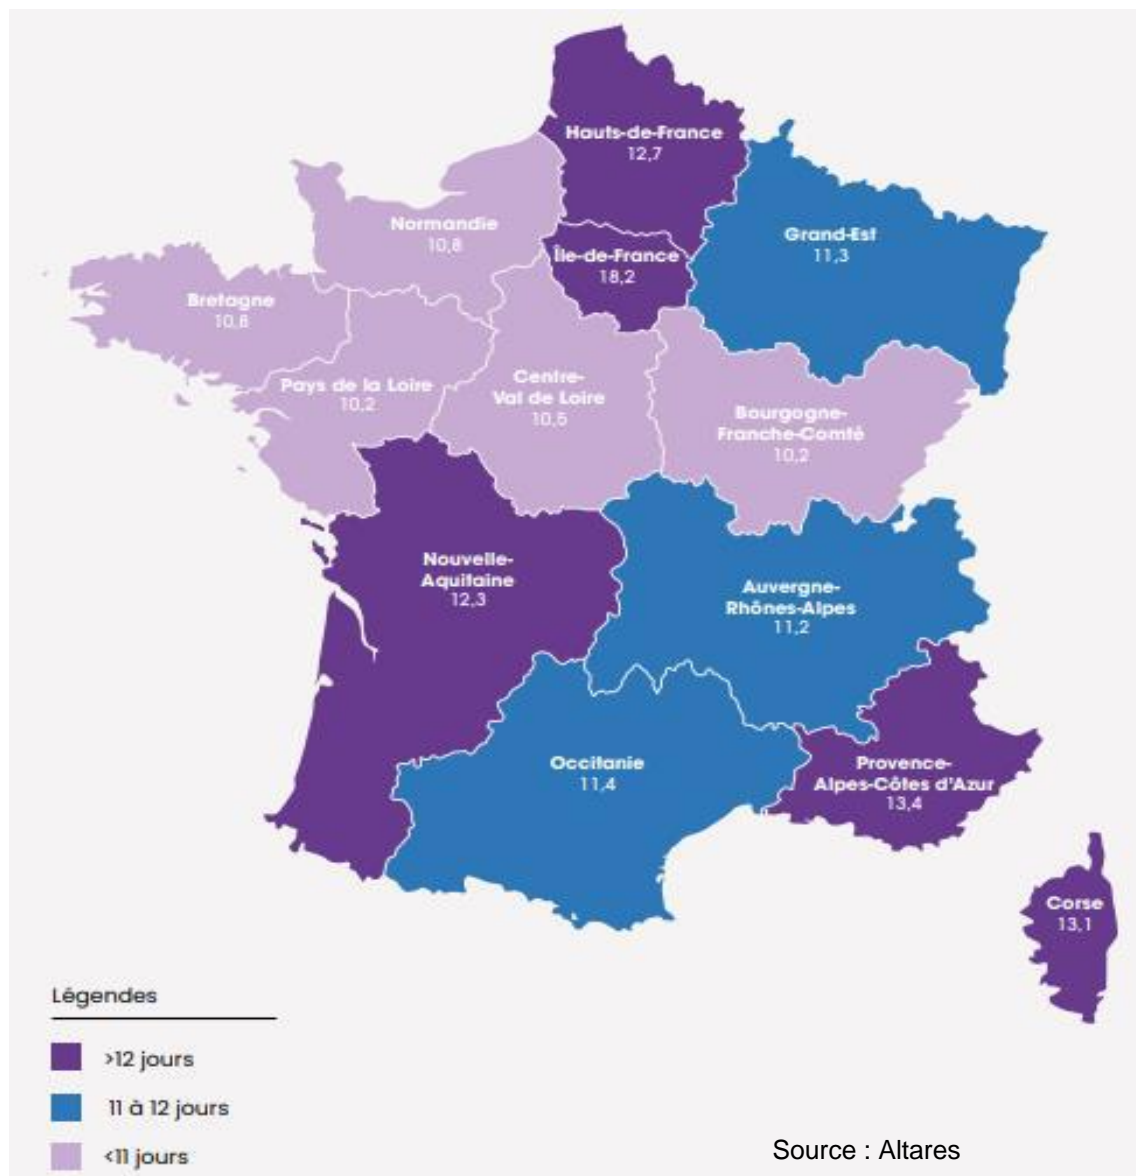 Hauts-de-France
12,7
Normandie
10,8
Île-de-France
18,2
Grand-Est
11,3
Bretagne
10,8
Pays de la Loire
10,2
Centre-
Val de Loire
10,5
Bourgogne-
Franche-Comté
10,2
Nouvelle-
Aquitaine
12,3
Auvergne-
Rhônes-Alpes
11,2
Occitanie
11,4
Provence-
Alpes-Côtes d'Azur
13,4
Corse
13,1
Légendes
>12 jours
11 à 12 jours
<11 jours
Source : Altares